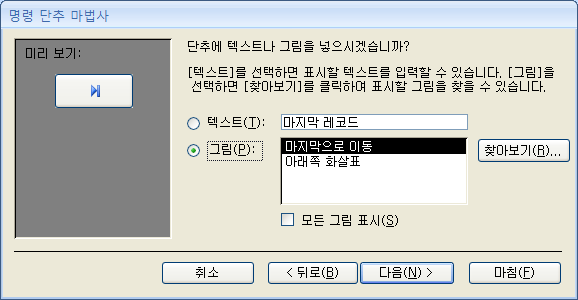 명령 단추 마법사
미리 보기:
단추에 텍스트나 그림을 넣으시겠습니까?
[텍스트]를 선택하면 표시할 텍스트를 입력할 수 있습니다. [그림]을
선택하면 [찾아보기]를 클릭하여 표시할 그림을 찾을 수 있습니다.
텍스트(T): 마지막 레코드
그림(P): 마지막으로 이동
아래쪽 화살표
찾아보기(R)...
모든 그림 표시(S)
취소 < 뒤로(B) 다음(N) > 마침(F)